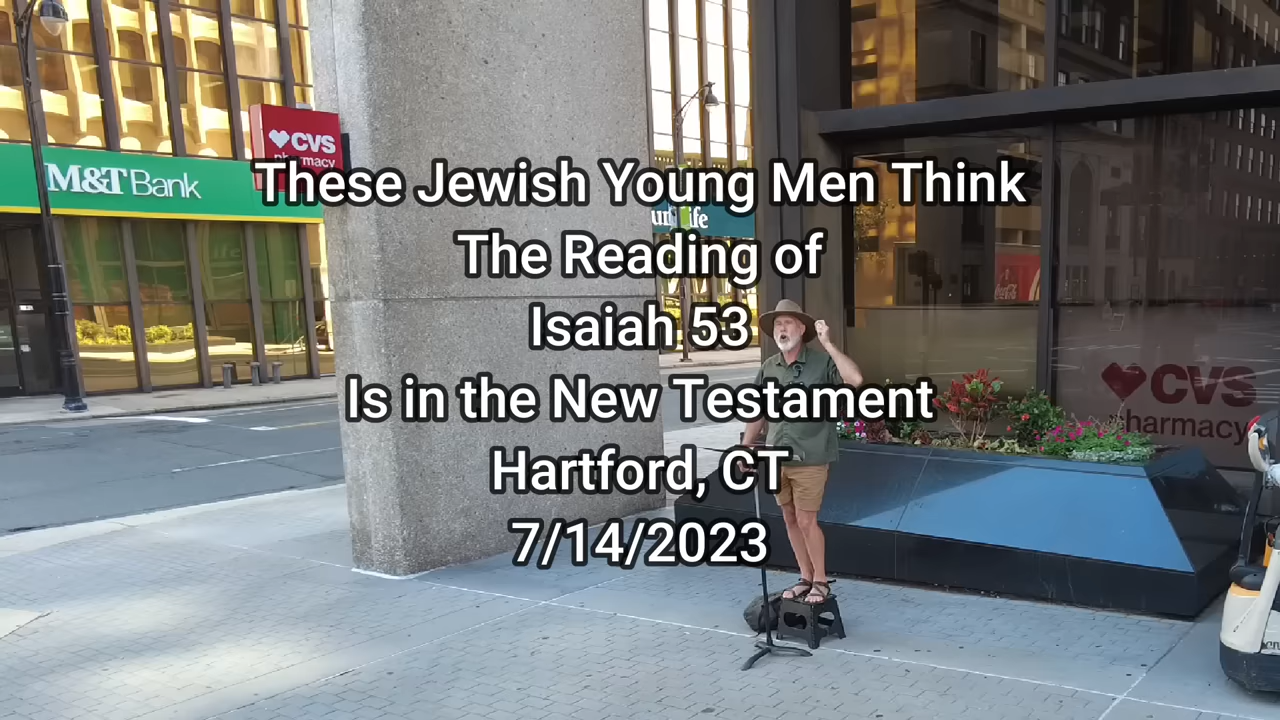 CVS
pharmacy
M&T Bank
These Jewish Young Men Think
The Reading of
Isaiah 53
Is in the New Testament
Hartford, CT
7/14/2023
CVS
pharmacy